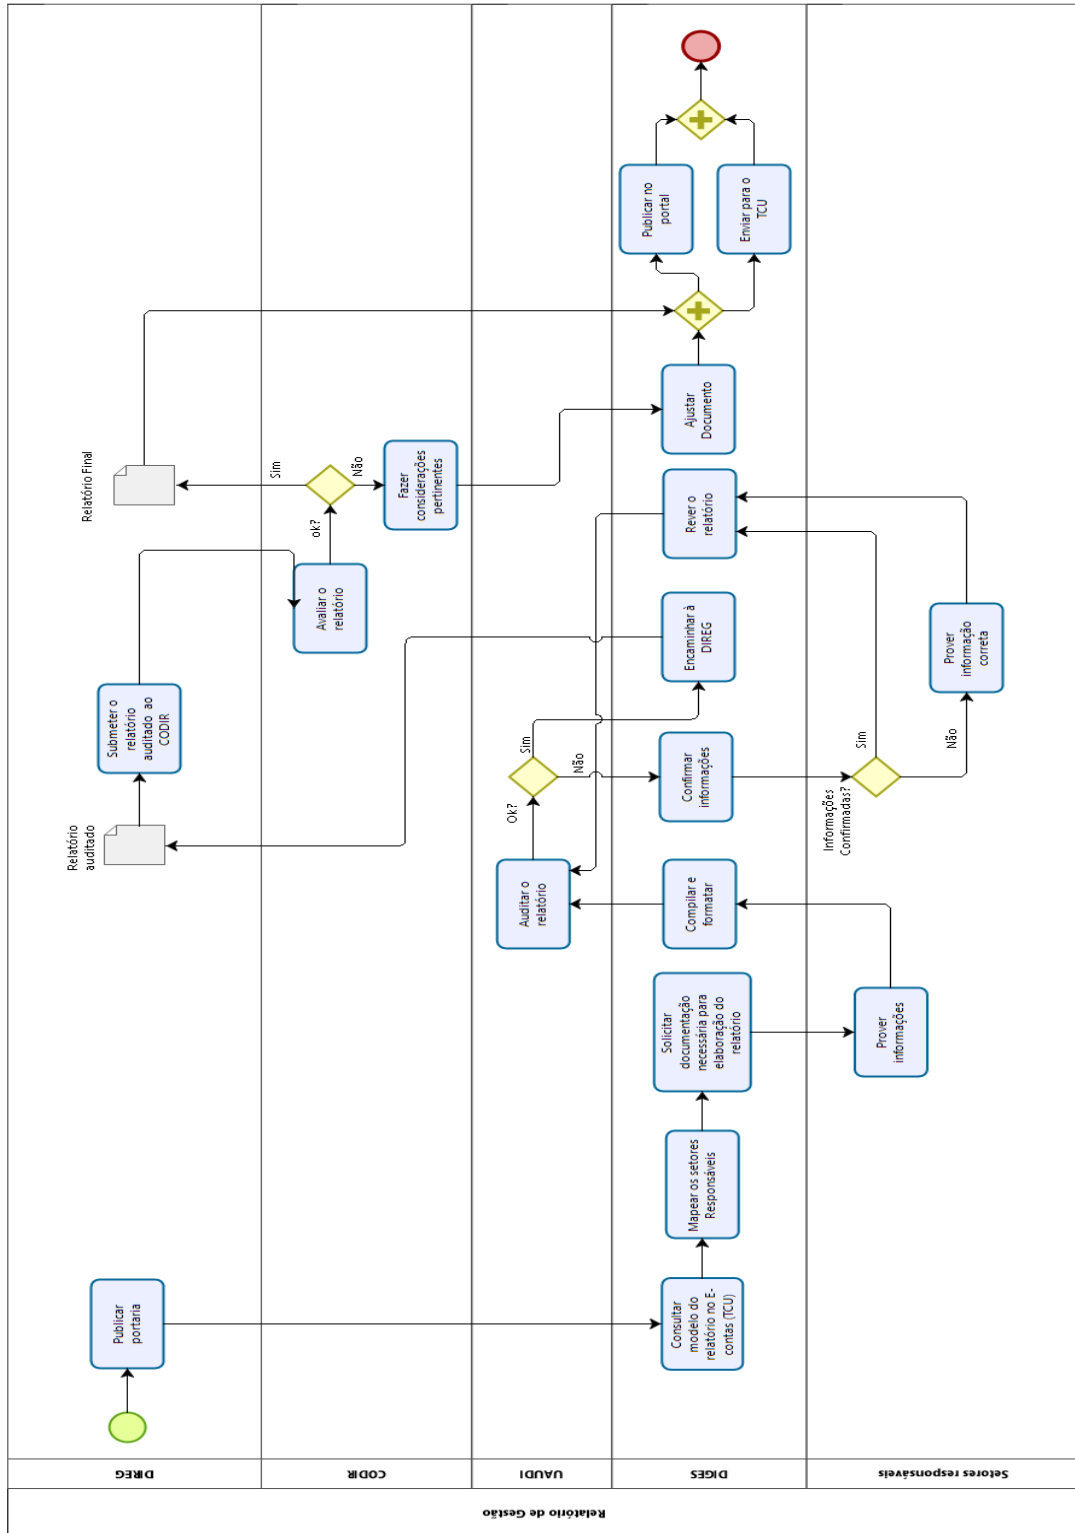 Relatório de Gestão
DIREG
CODIR
UAUDI
DIGES
Setores responsáveis
Publicar
portaria
Consultar
modelo do
relatório no E-
contas (TCU)
Mapear os setores
Responsáveis
Solicitar
documentação
necessária para
elaboração do
relatório
Prover
informações
Compilar e
formatar
Auditar o
relatório
Ok?
Sim
Não
Confirmar
informações
Informações
Confirmadas?
Sim
Não
Prover
informação
correta
Rever o
relatório
Encaminhar à
DIREG
Relatório
auditado
Submeter o
relatório
auditado ao
CODIR
Avaliar o
relatório
ok?
Sim
Não
Relatório Final
Fazer
considerações
pertinentes
Ajustar
Documento
Publicar no
portal
Enviar para o
TCU